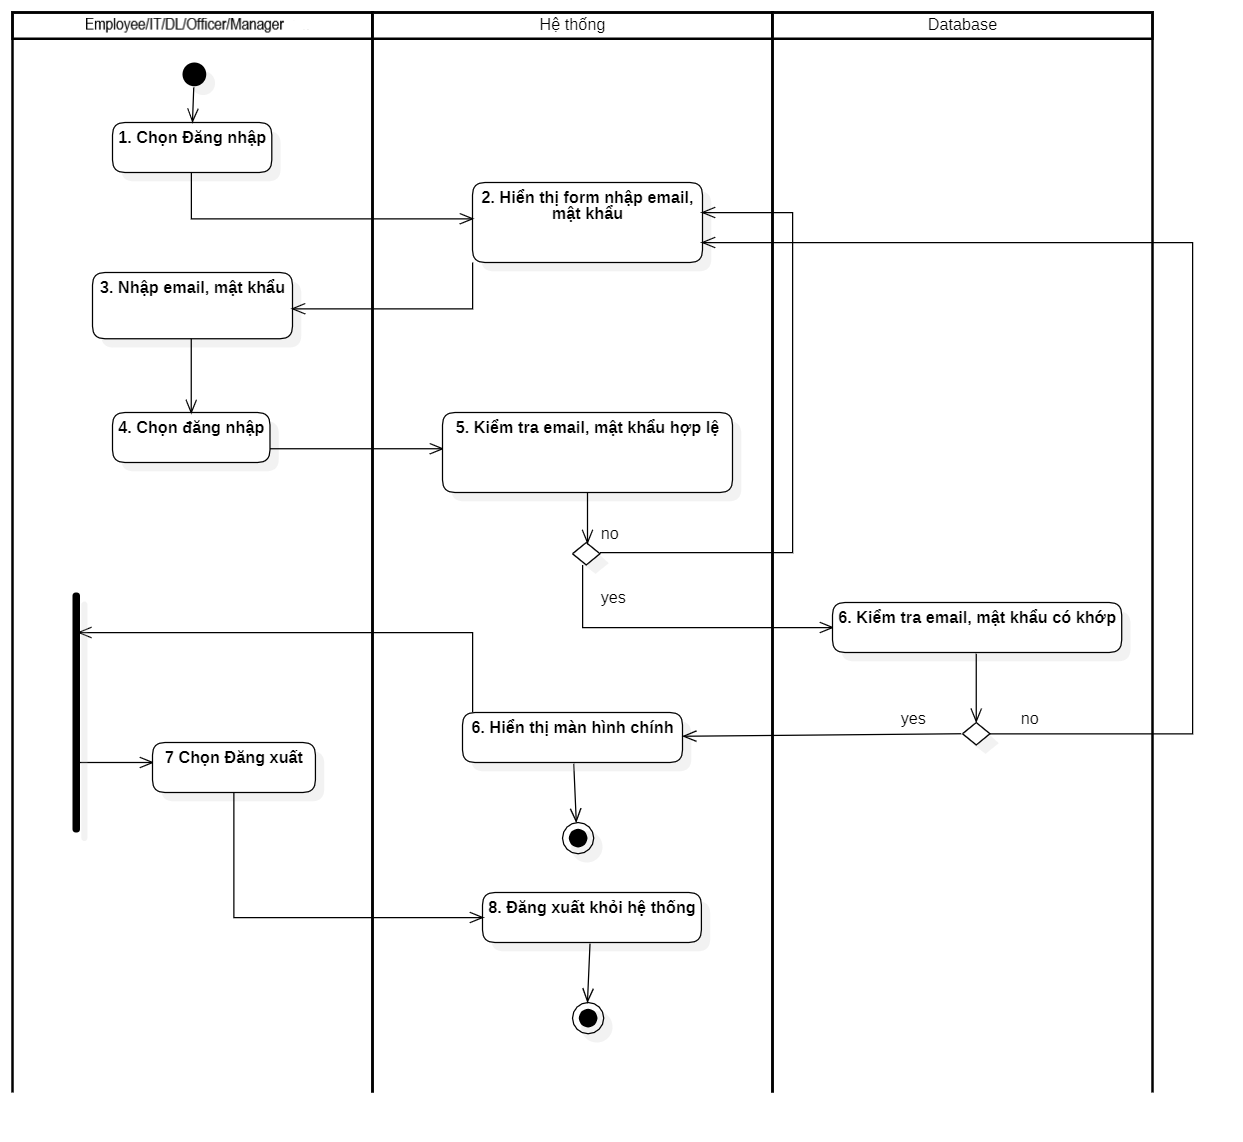 Employee/IT/DL/Officer/Manager
Hệ thống
Database
1. Chọn Đăng nhập
2. Hiển thị form nhập email,
mật khẩu
3. Nhập email, mật khẩu
4. Chọn đăng nhập
5. Kiểm tra email, mật khẩu hợp lệ
no
yes
6. Kiểm tra email, mật khẩu có khớp
yes
no
6. Hiển thị màn hình chính
7 Chọn Đăng xuất
8. Đăng xuất khỏi hệ thống